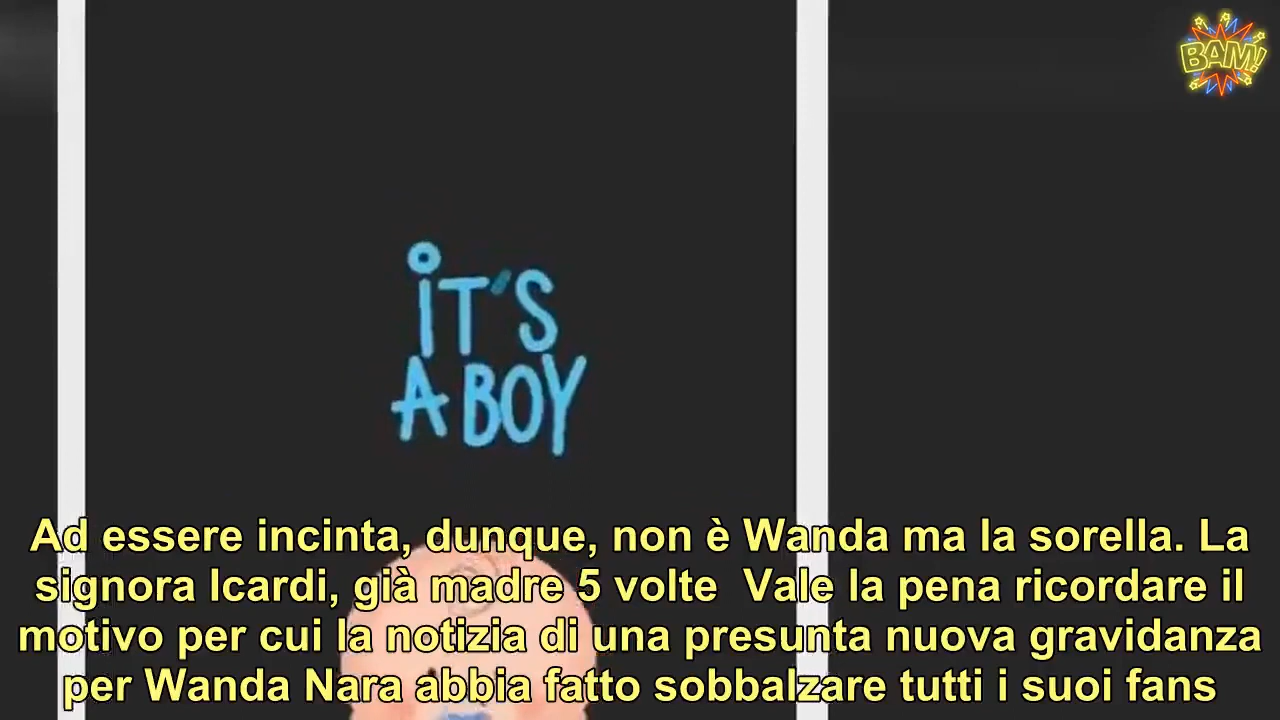 BAM!
IT'S
A BOY
Ad essere incinta, dunque, non è Wanda ma la sorella. La
signora Icardi, già madre 5 volte  Vale la pena ricordare il
motivo per cui la notizia di una presunta nuova gravidanza
per Wanda Nara abbia fatto sobbalzare tutti i suoi fans